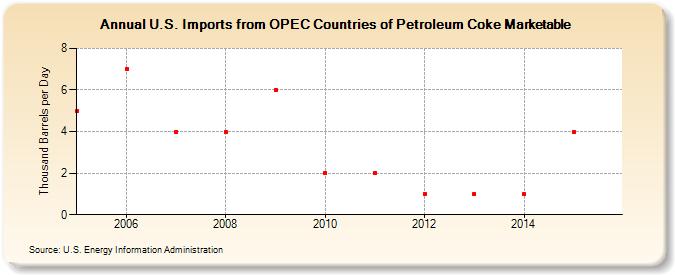 Annual U.S. Imports from OPEC Countries of Petroleum Coke Marketable
Thousand Barrels per Day
8
6
4
2
0
2006 2008 2010 2012 2014
Source: U.S. Energy Information Administration